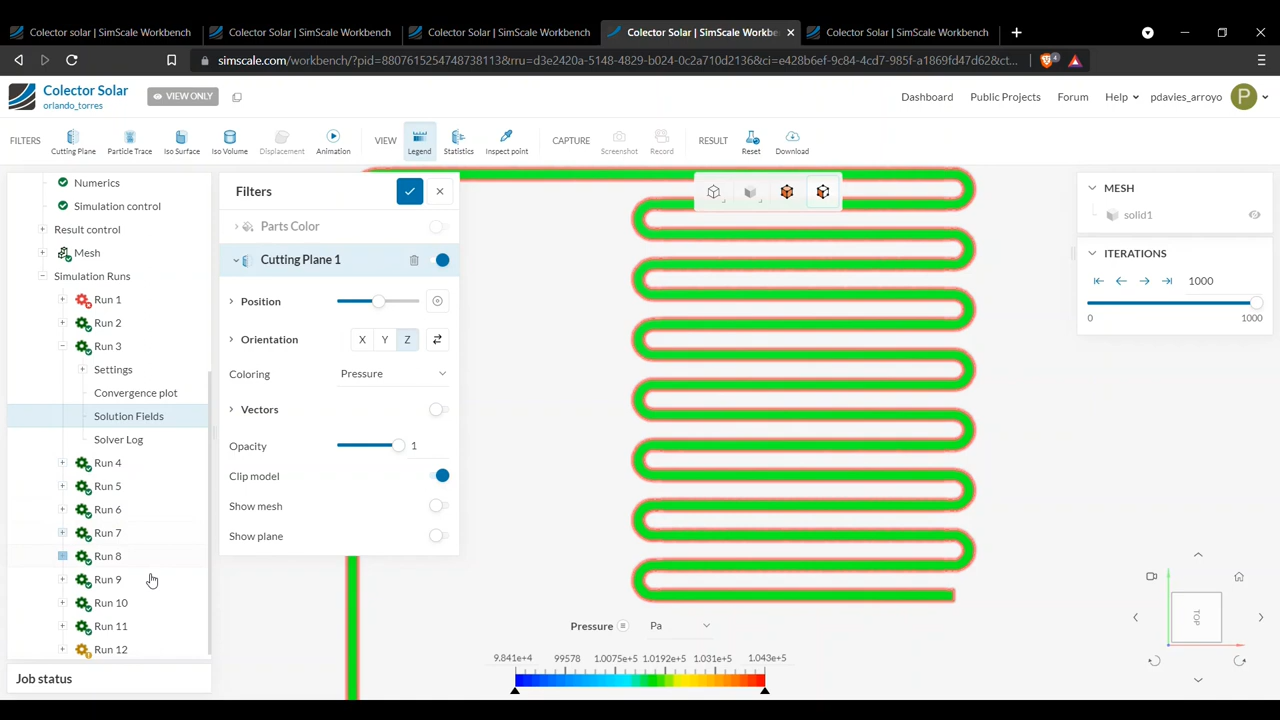 Colector solar | SimScale Workbench
Colector Solar | SimScale Workbench
Colector Solar | SimScale Workbench
Colector Solar | SimScale Workbe
Colector Solar | SimScale Workbench
simscale.com/workbench/?pid=8807615254748738113&rru=d3e2420a-5148-4829-b024-0c2a710d2136&ci=e428b6ef-9c84-4cd7-985f-a1869fd47d62&ct...
4
Colector Solar
orlando_torres
VIEW ONLY
Dashboard
Public Projects
Forum
Help
pdavies_arroyo
P
FILTERS
Cutting Plane
Particle Trace
Iso Surface
Iso Volume
Displacement
Animation
VIEW
Legend
Statistics
Inspect point
CAPTURE
Screenshot
Record
RESULT
Reset
Download
Numerics
Simulation control
Result control
Mesh
Simulation Runs
Run 1
Run 2
Run 3
Settings
Convergence plot
Solution Fields
Solver Log
Run 4
Run 5
Run 6
Run 7
Run 8
Run 9
Run 10
Run 11
Run 12
Job status
Filters
Parts Color
Cutting Plane 1
Position
Orientation
X Y Z
Coloring
Pressure
Vectors
Opacity
1
Clip model
Show mesh
Show plane
MESH
solid1
ITERATIONS
1000
0
1000
TOP
Pressure
Pa
9.841e+4 99578 1.0075e+5 1.0192e+5 1.031e+5 1.043e+5